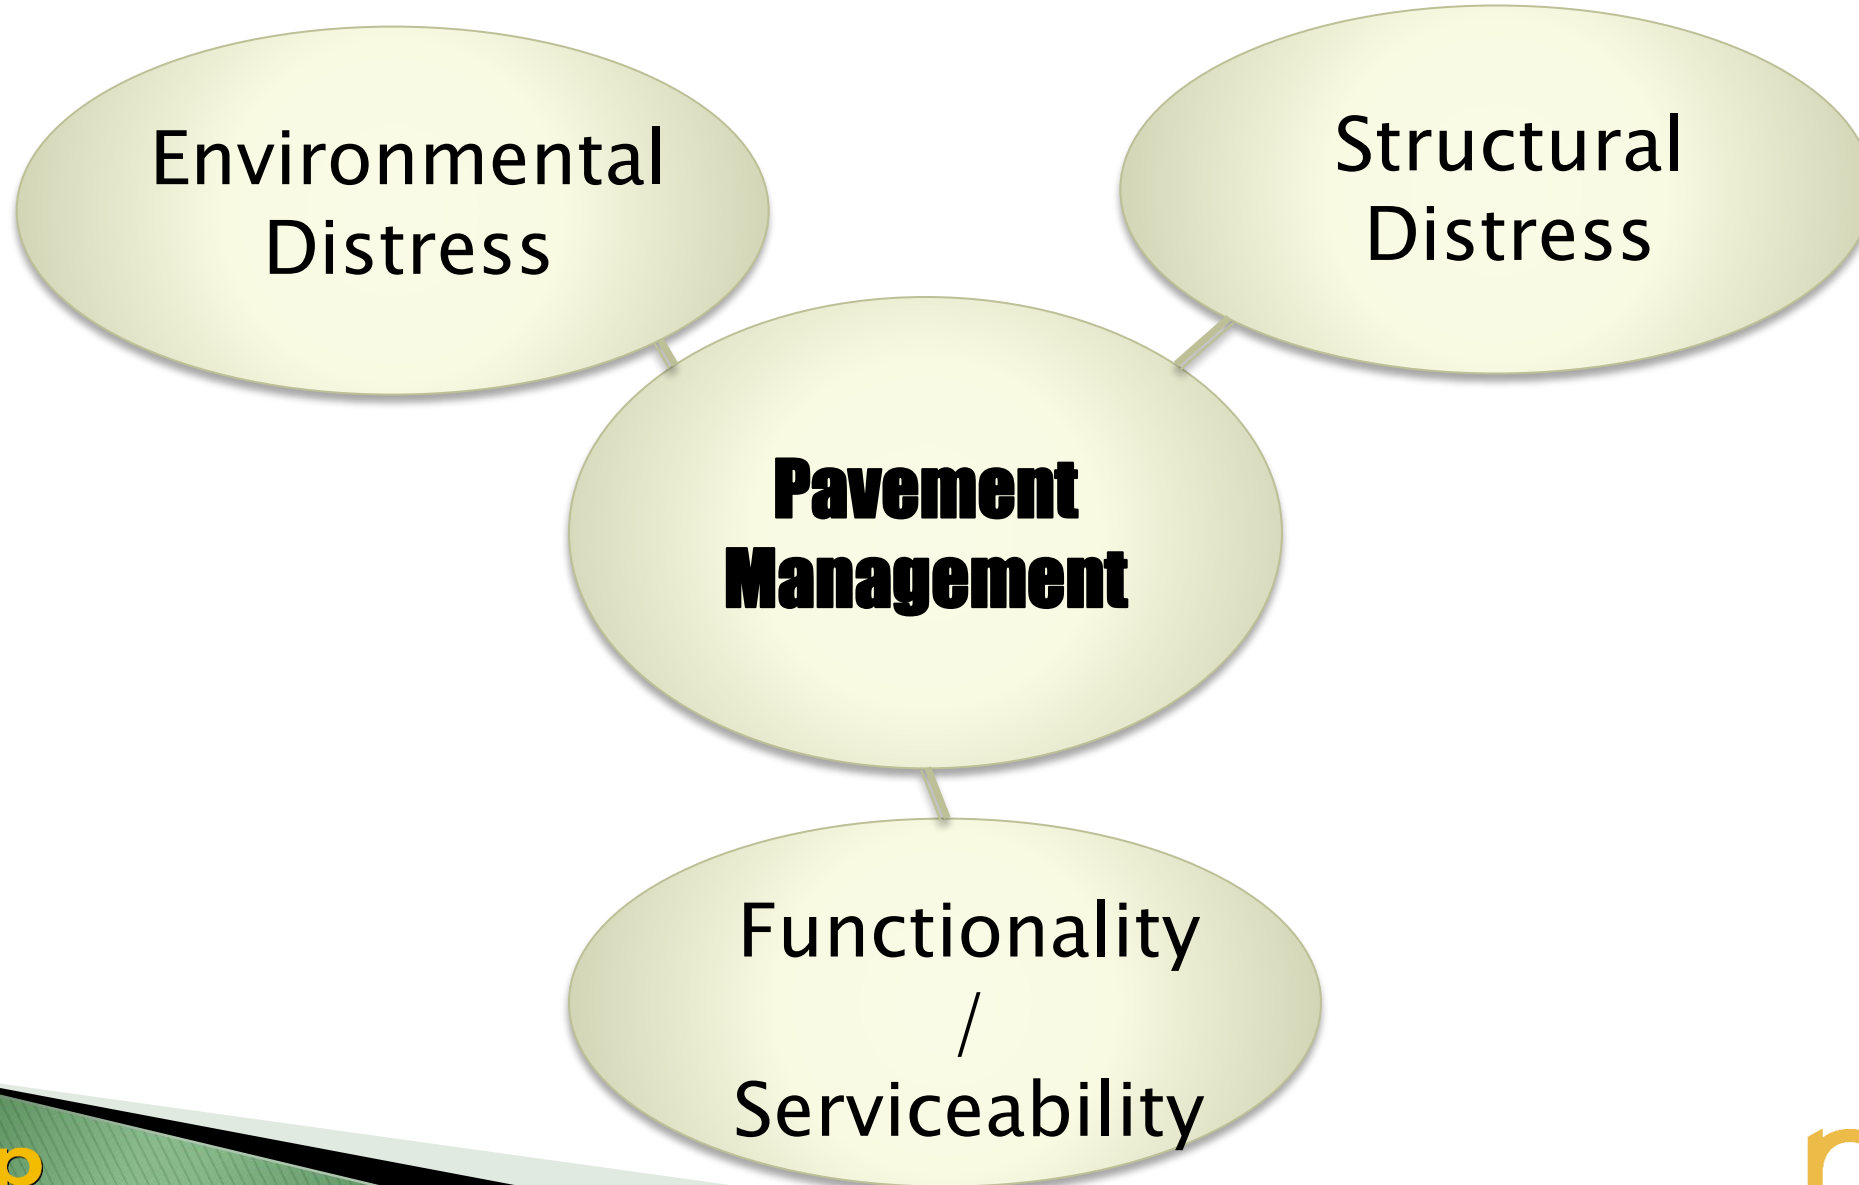 Environmental
Distress
Structural
Distress
Pavement
Management
Functionality
/
Serviceability
p